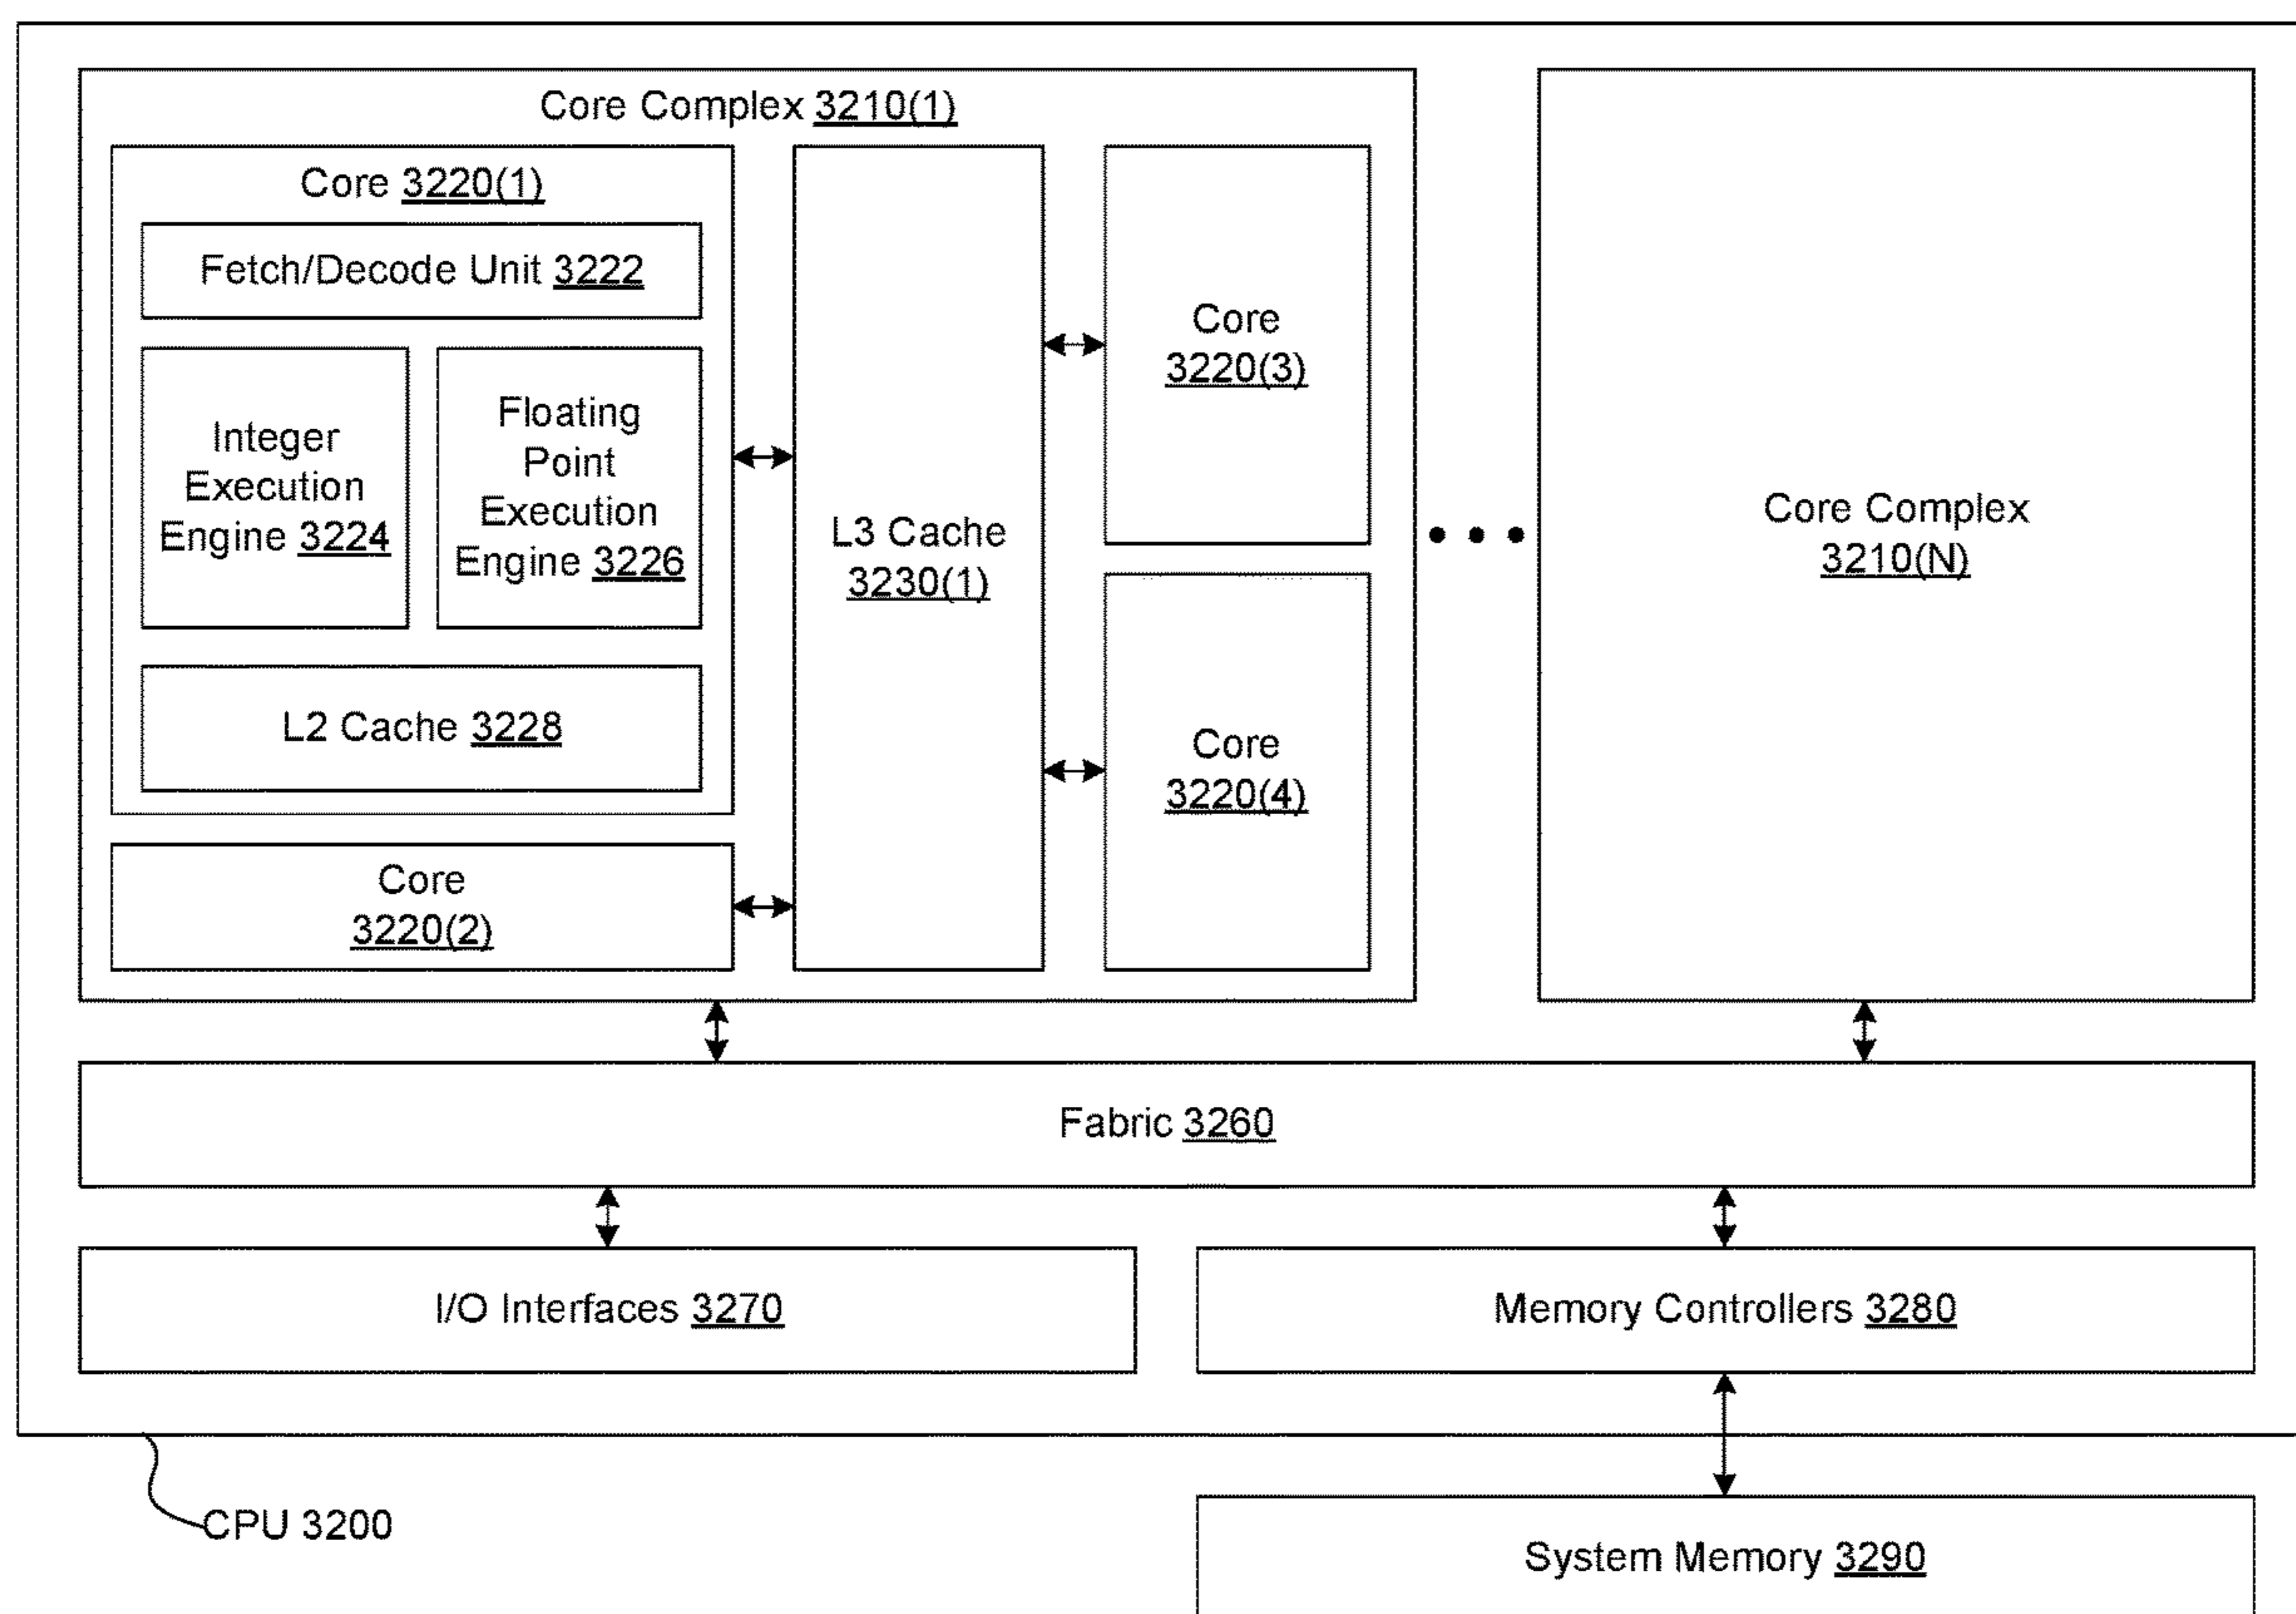 Core Complex 3210(1)
Core 3220(1)
Fetch/Decode Unit 3222
Integer
Execution
Engine 3224
Floating
Point
Execution
Engine 3226
L2 Cache 3228
Core
3220(2)
L3 Cache
3230(1)
Core
3220(3)
Core
3220(4)
Core Complex
3210(N)
Fabric 3260
I/O Interfaces 3270
Memory Controllers 3280
CPU 3200
System Memory 3290